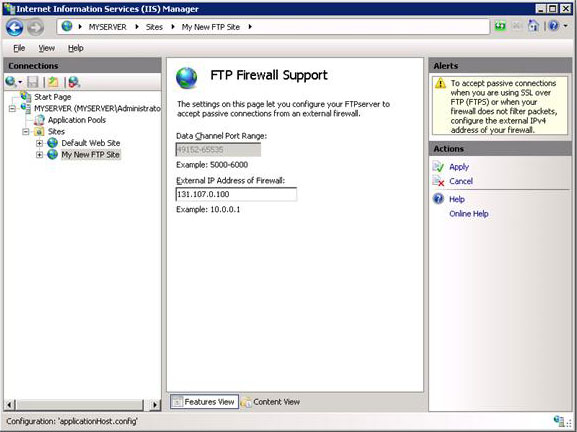 Internet Information Services (IIS) Manager
MYSERVER
Sites
My New FTP Site
File
View
Help
Connections
Start Page
MYSERVER (MYSERVER\Administrato
Application Pools
Sites
Default Web Site
My New FTP Site
FTP Firewall Support
The settings on this page let you configure your FTPserver to
accept passive connections from an external firewall.
Data Channel Port Range:
49152-65535
Example: 5000-6000
External IP Address of Firewall:
131.107.0.100
Example: 10.0.0.1
Features View
Content View
Alerts
To accept passive connections
when you are using SSL over
FTP (FTPS) or when your
firewall does not filter packets,
configure the external IPv4
address of your firewall.
Actions
Apply
Cancel
Help
Online Help
Configuration: 'applicationHost.config'